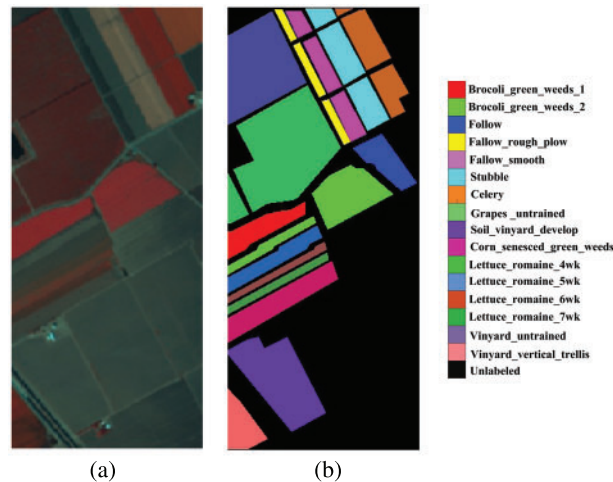 Brocoli_green_weeds_1
Brocoli_green_weeds_2
Follow
Fallow_rough_plow
Fallow_smooth
Stubble
Celery
Grapes _untrained
Soil_vinyard_develop
Corn_senesced_green_weeds
Lettuce_romaine_4wk
Lettuce_romaine_5wk
Lettuce_romaine_6wk
Lettuce_romaine_7wk
Vinyard_untrained
Vinyard_vertical_trellis
Unlabeled
(a) (b)